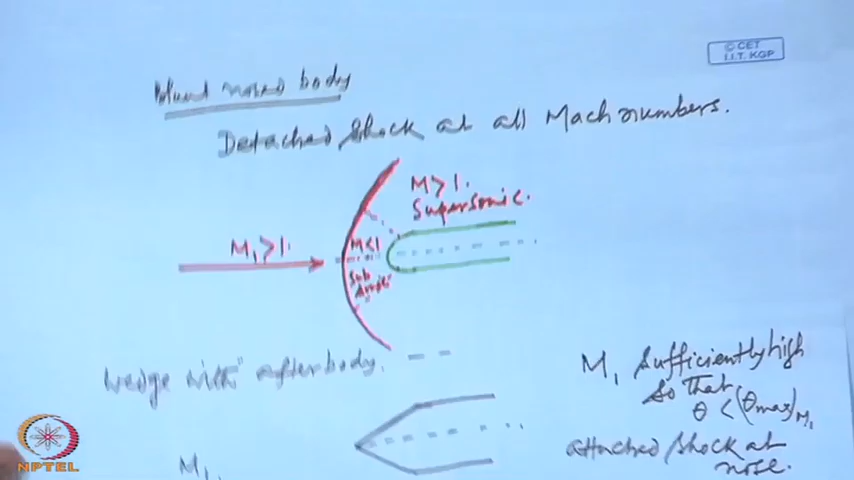 © CET
I.I.T. KGP
Blunt nosed body
Detached shock at all Mach numbers.
M > 1.
Supersonic.
M₁ > 1.
M < 1
Sub
sonic
Wedge with afterbody.
M₁ sufficiently high
so that
θ < (θmax)M₁
attached shock at
nose.
M₁
NPTEL